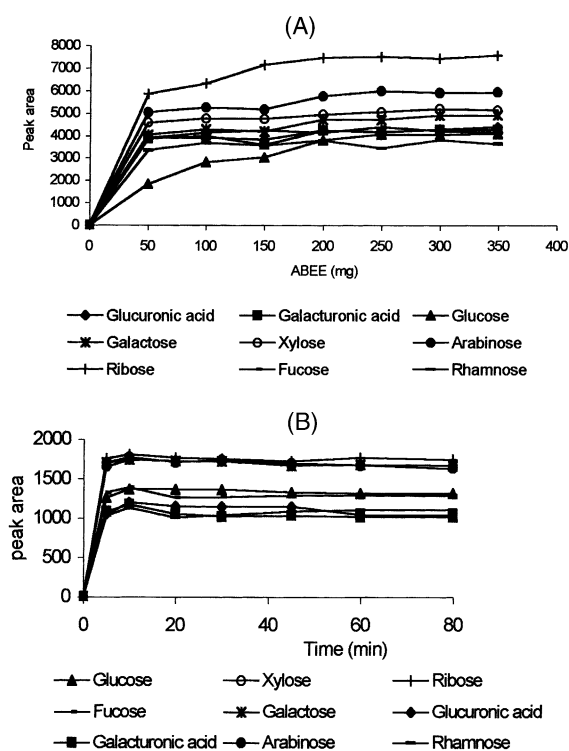 (A)
8000
7000
6000
5000
4000
3000
2000
1000
0
Peak area
0 50 100 150 200 250 300 350 400
ABEE (mg)
Glucuronic acid Galacturonic acid Glucose
Galactose Xylose Arabinose
Ribose Fucose Rhamnose
(B)
2000
1500
1000
500
0
peak area
0 20 40 60 80
Time (min)
Glucose Xylose Ribose
Fucose Galactose Glucuronic acid
Galacturonic acid Arabinose Rhamnose